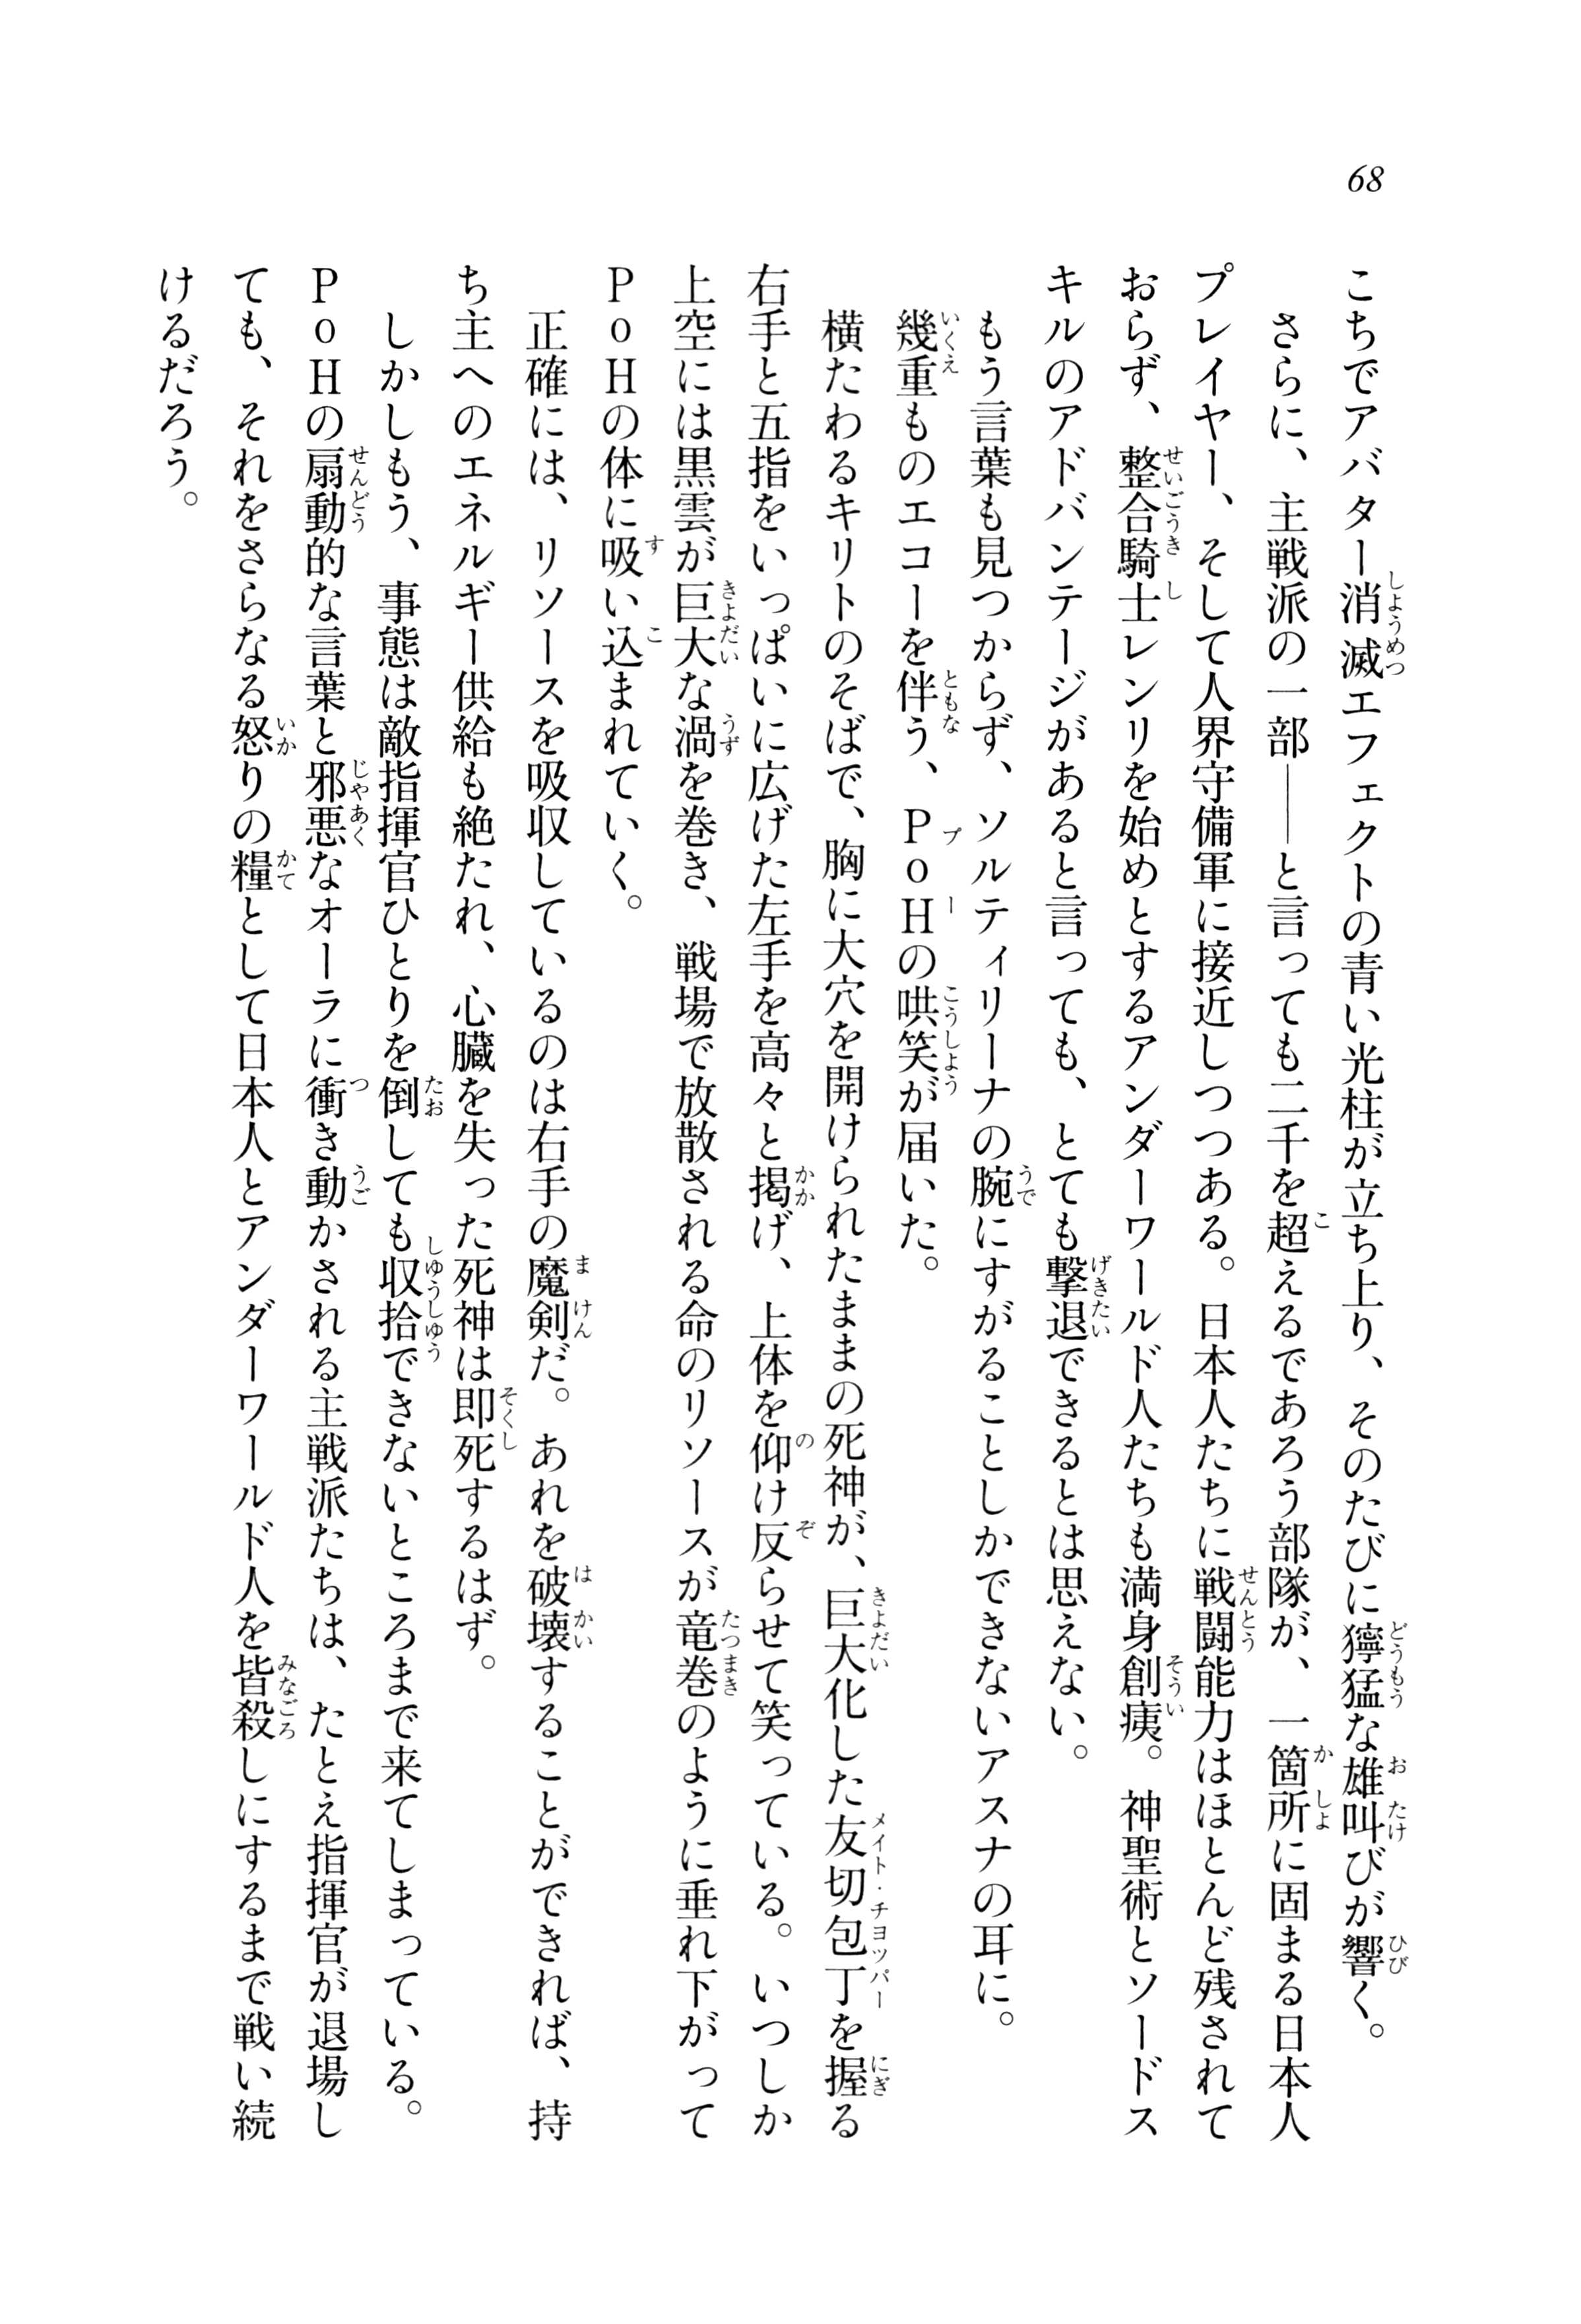 68
こちでアバター消滅エフェクトの青い光柱が立ち上り、そのたびに獰猛な雄叫びが響く。
さらに、主戦派の一部――と言っても二千を超えるであろう部隊が、一箇所に固まる日本人
プレイヤー、そして人界守備軍に接近しつつある。日本人たちに戦闘能力はほとんど残されて
おらず、整合騎士レンリを始めとするアンダーワールド人たちも満身創痍。神聖術とソードス
キルのアドバンテージがあると言っても、とても撃退できるとは思えない。
もう言葉も見つからず、ソルティリーナの腕にすがることしかできないアスナの耳に。
幾重ものエコーを伴う、PoHの哄笑が届いた。
横たわるキリトのそばで、胸に大穴を開けられたままの死神が、巨大化した友切包丁を握る
右手と五指をいっぱいに広げた左手を高々と掲げ、上体を仰け反らせて笑っている。いつしか
上空には黒雲が巨大な渦を巻き、戦場で放散される命のリソースが竜巻のように垂れ下がって
PoHの体に吸い込まれていく。
正確には、リソースを吸収しているのは右手の魔剣だ。あれを破壊することができれば、持
ち主へのエネルギー供給も絶たれ、心臓を失った死神は即死するはず。
しかしもう、事態は敵指揮官ひとりを倒しても収拾できないところまで来てしまっている。
PoHの扇動的な言葉と邪悪なオーラに衝き動かされる主戦派たちは、たとえ指揮官が退場し
ても、それをさらなる怒りの糧として日本人とアンダーワールド人を皆殺しにするまで戦い続
けるだろう。